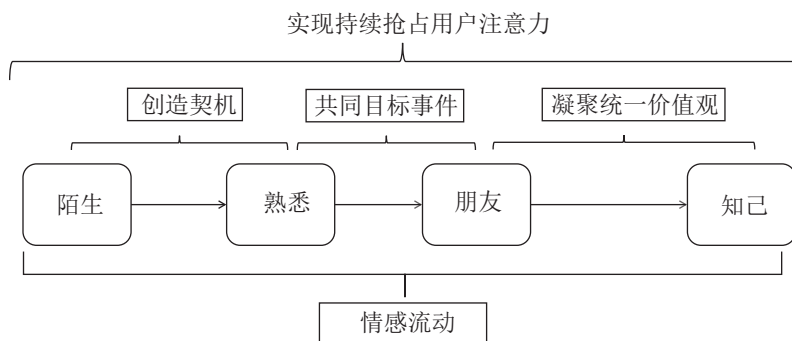 实现持续抢占用户注意力
创造契机 共同目标事件 凝聚统一价值观
陌生 熟悉 朋友 知己
情感流动